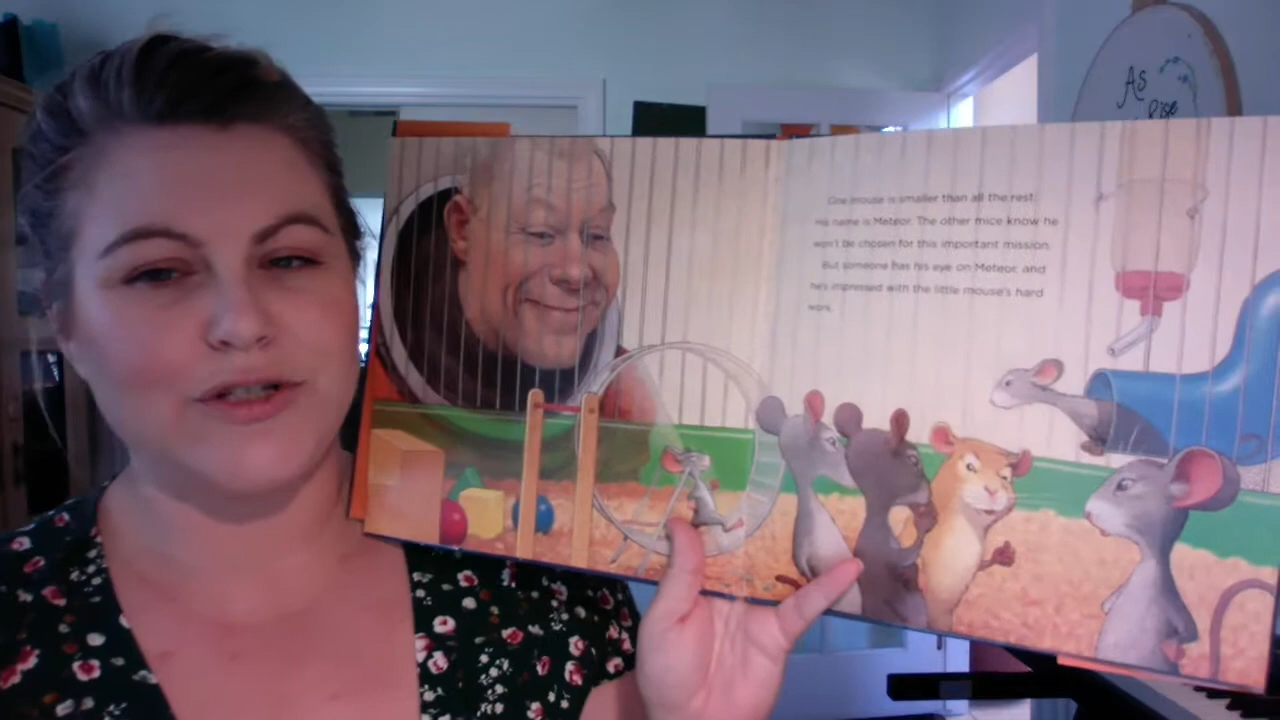 As
Rise
One mouse is smaller than all the rest.
His name is Meteor. The other mice know he
won't be chosen for this important mission.
But someone has his eye on Meteor, and
he's impressed with the little mouse's hard
work.